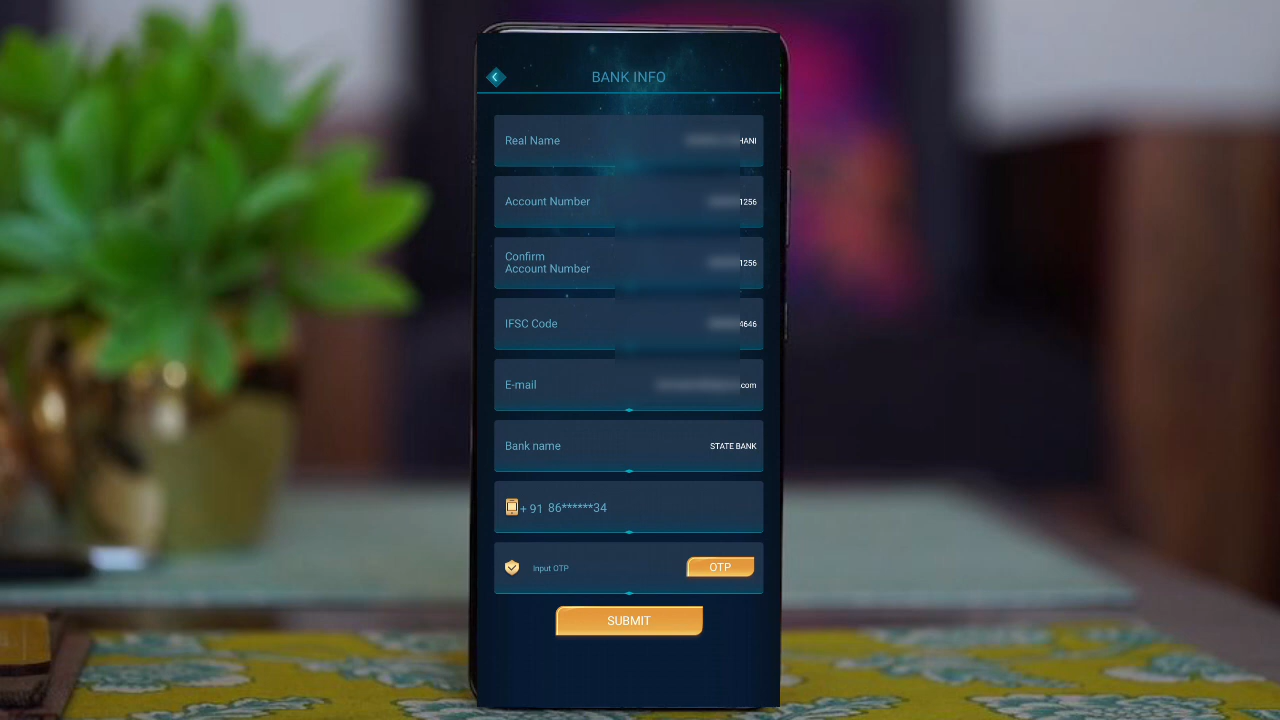 BANK INFO
Real Name HANI
Account Number 1256
Confirm
Account Number 1256
IFSC Code 4646
E-mail com
Bank name STATE BANK
+ 91 86******34
Input OTP OTP
SUBMIT